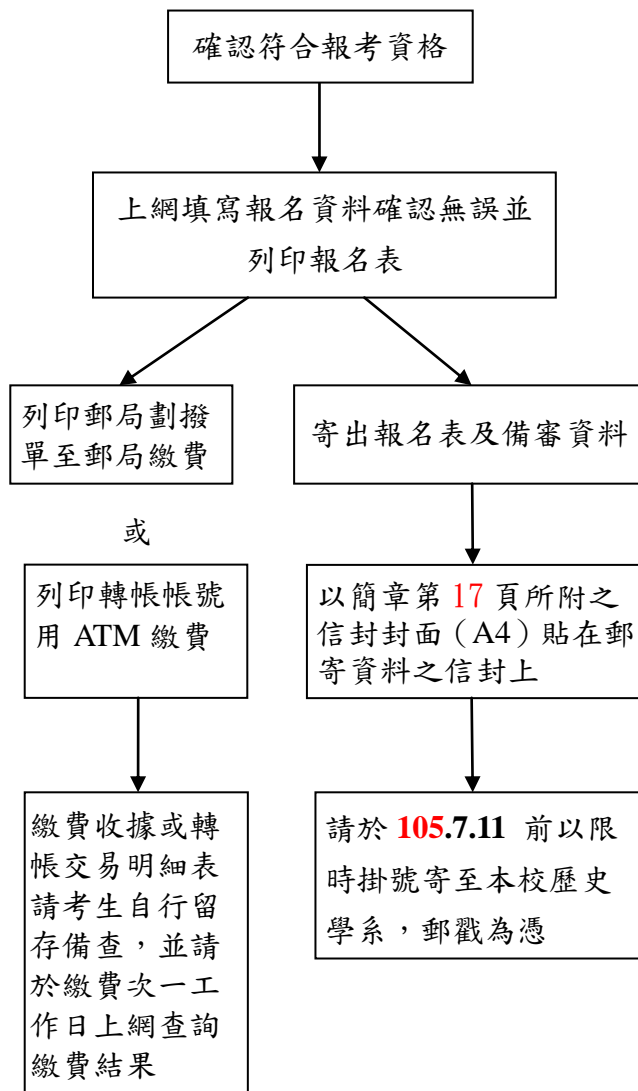 確認符合報考資格
上網填寫報名資料確認無誤並
列印報名表
列印郵局劃撥
單至郵局繳費
或
列印轉帳帳號
用 ATM 繳費
繳費收據或轉
帳交易明細表
請考生自行留
存備查，並請
於繳費次一工
作日上網查詢
繳費結果
寄出報名表及備審資料
以簡章第 17 頁所附之
信封封面（A4）貼在郵
寄資料之信封上
請於 105.7.11 前以限
時掛號寄至本校歷史
學系，郵戳為憑